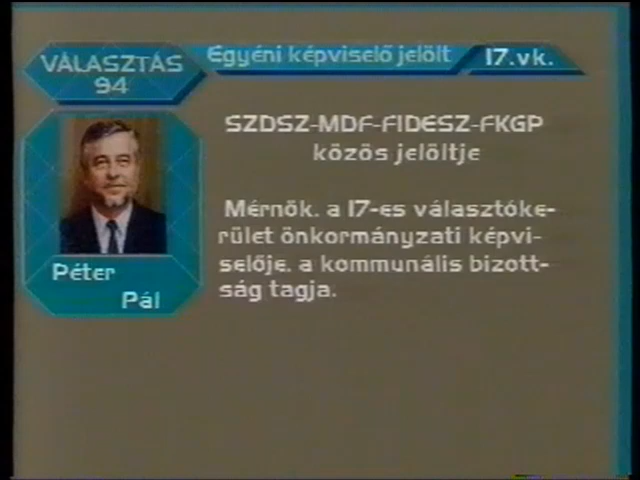 VÁLASZTÁS
94
Egyéni képviselő jelölt
17.vk.
SZDSZ-MDF-FIDESZ-FKGP
közös jelöltje
Péter
Pál
Mérnök. a 17-es választóke-
rület önkormányzati képvi-
selője. a kommunális bizott-
ság tagja.